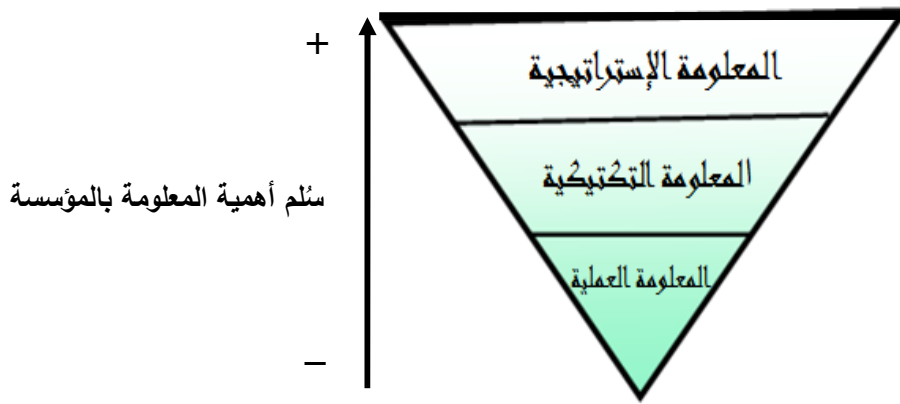 +
المعلومة الإستراتيجية
المعلومة التكتيكية
سُلم أهمية المعلومة بالمؤسسة
المعلومة العملية
–